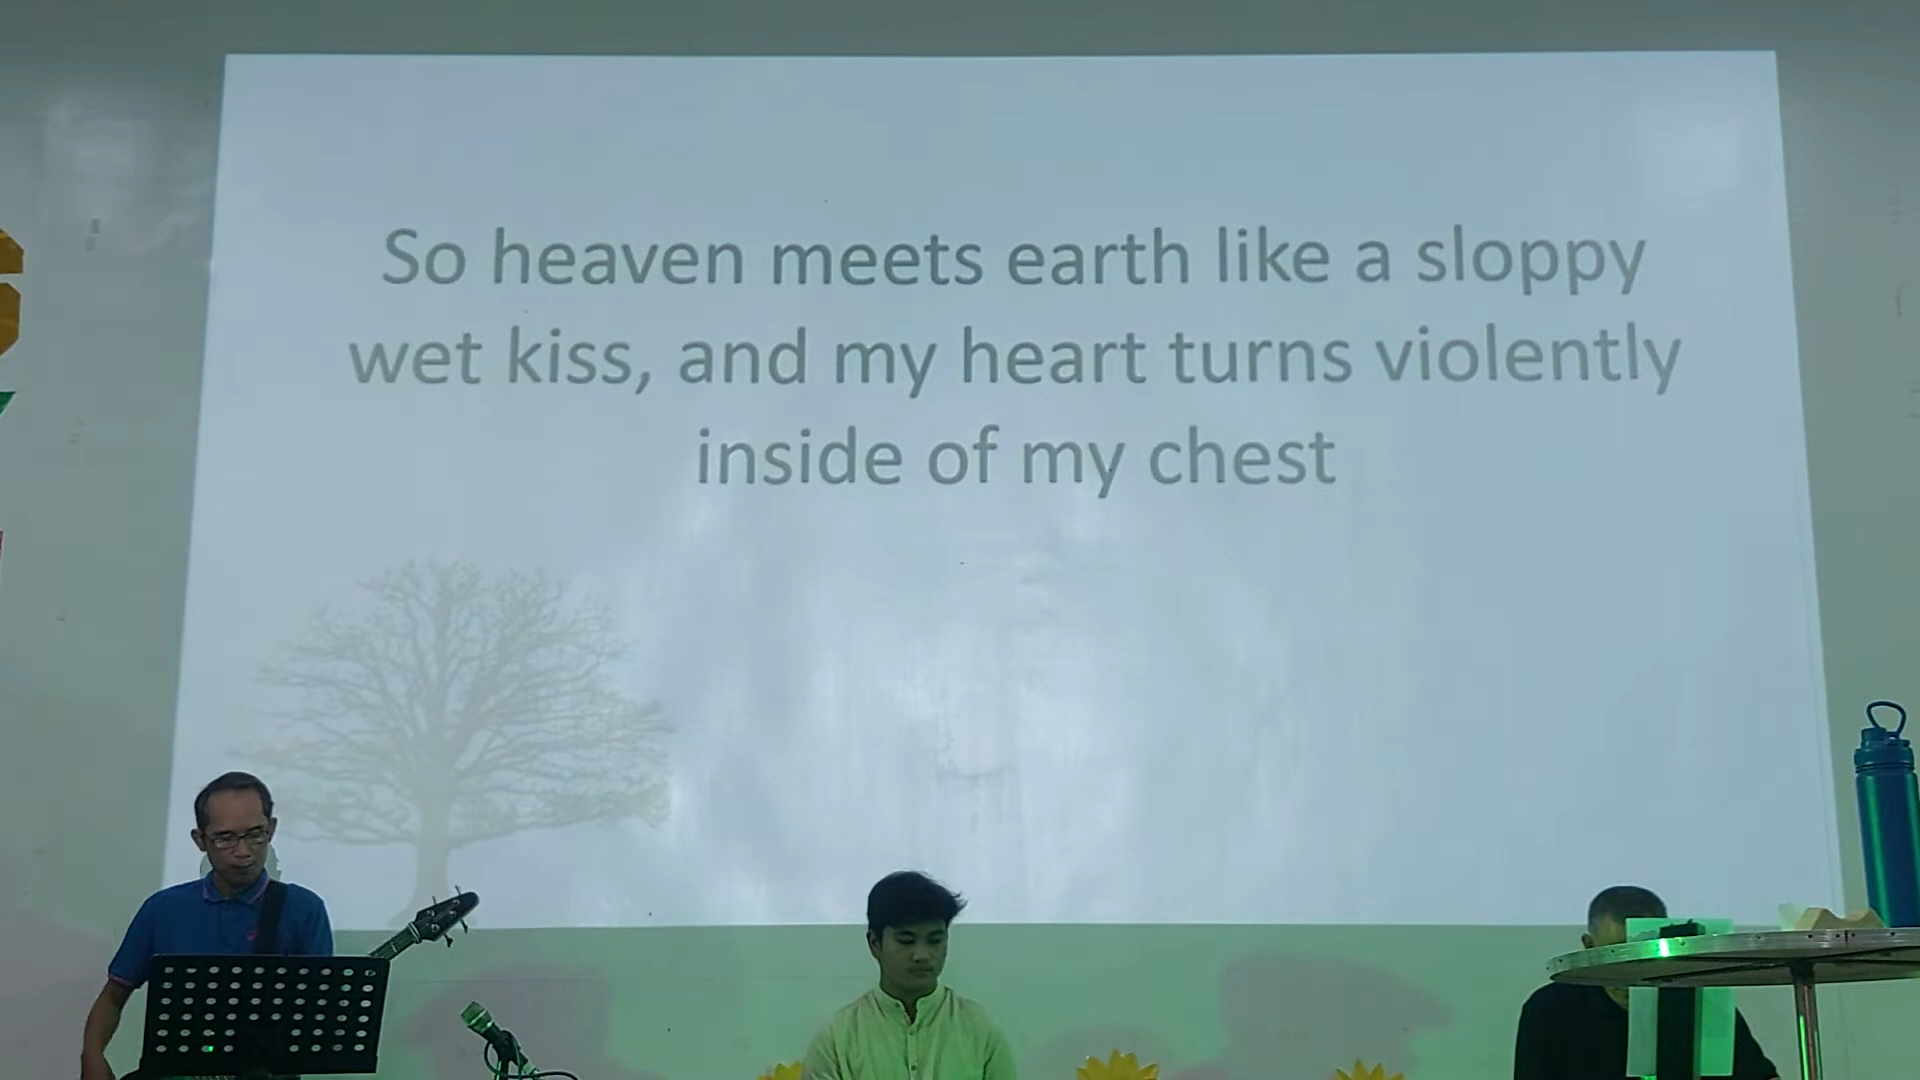 So heaven meets earth like a sloppy
wet kiss, and my heart turns violently
inside of my chest